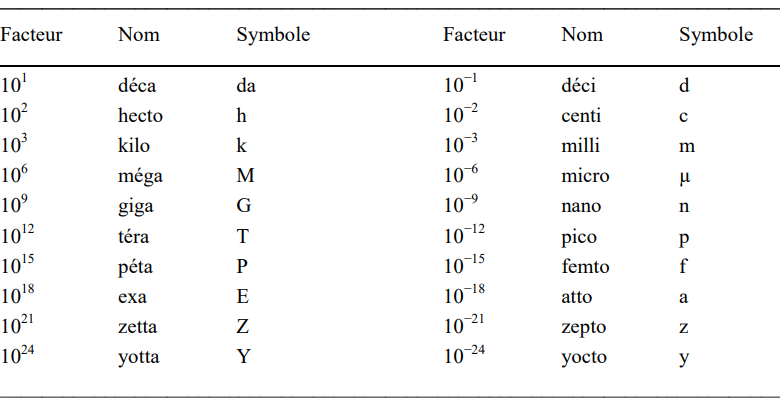 Facteur Nom Symbole Facteur Nom Symbole
10¹ déca da 10⁻¹ déci d
10² hecto h 10⁻² centi c
10³ kilo k 10⁻³ milli m
10⁶ méga M 10⁻⁶ micro µ
10⁹ giga G 10⁻⁹ nano n
10¹² téra T 10⁻¹² pico p
10¹⁵ péta P 10⁻¹⁵ femto f
10¹⁸ exa E 10⁻¹⁸ atto a
10²¹ zetta Z 10⁻²¹ zepto z
10²⁴ yotta Y 10⁻²⁴ yocto y